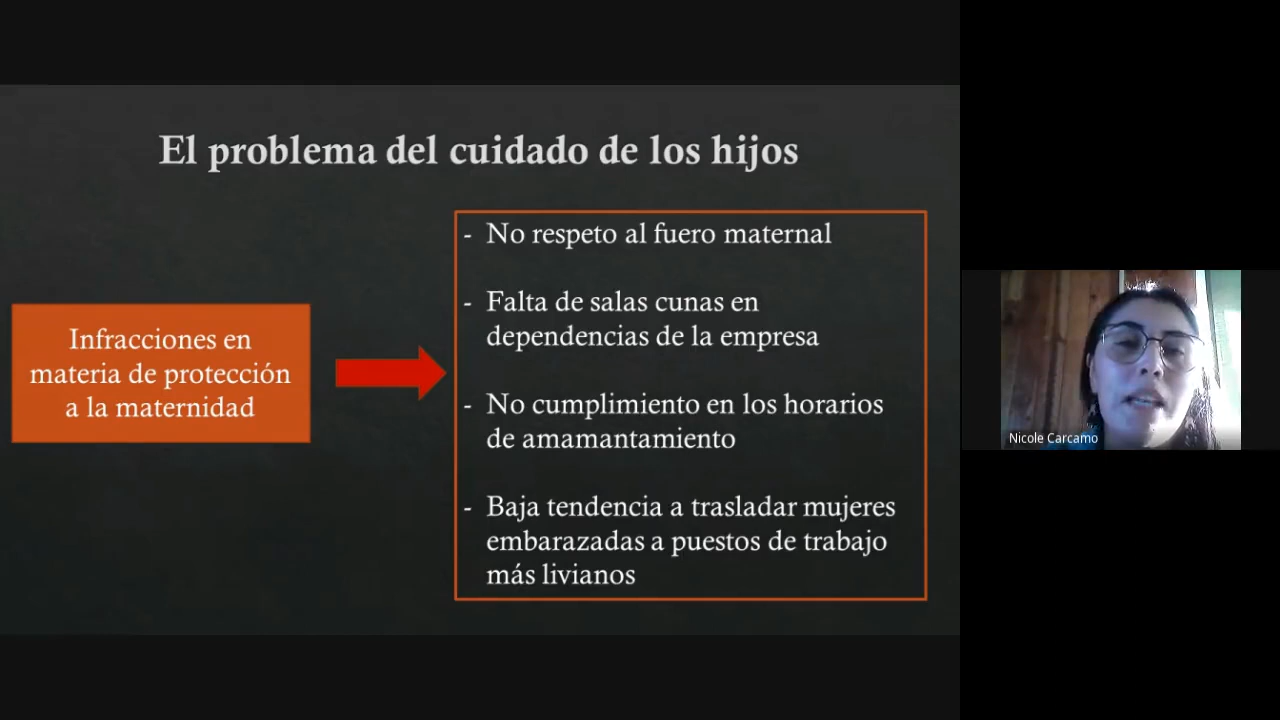 El problema del cuidado de los hijos
Infracciones en
materia de protección
a la maternidad
- No respeto al fuero maternal
- Falta de salas cunas en
dependencias de la empresa
- No cumplimiento en los horarios
de amamantamiento
- Baja tendencia a trasladar mujeres
embarazadas a puestos de trabajo
más livianos
Nicole Carcamo